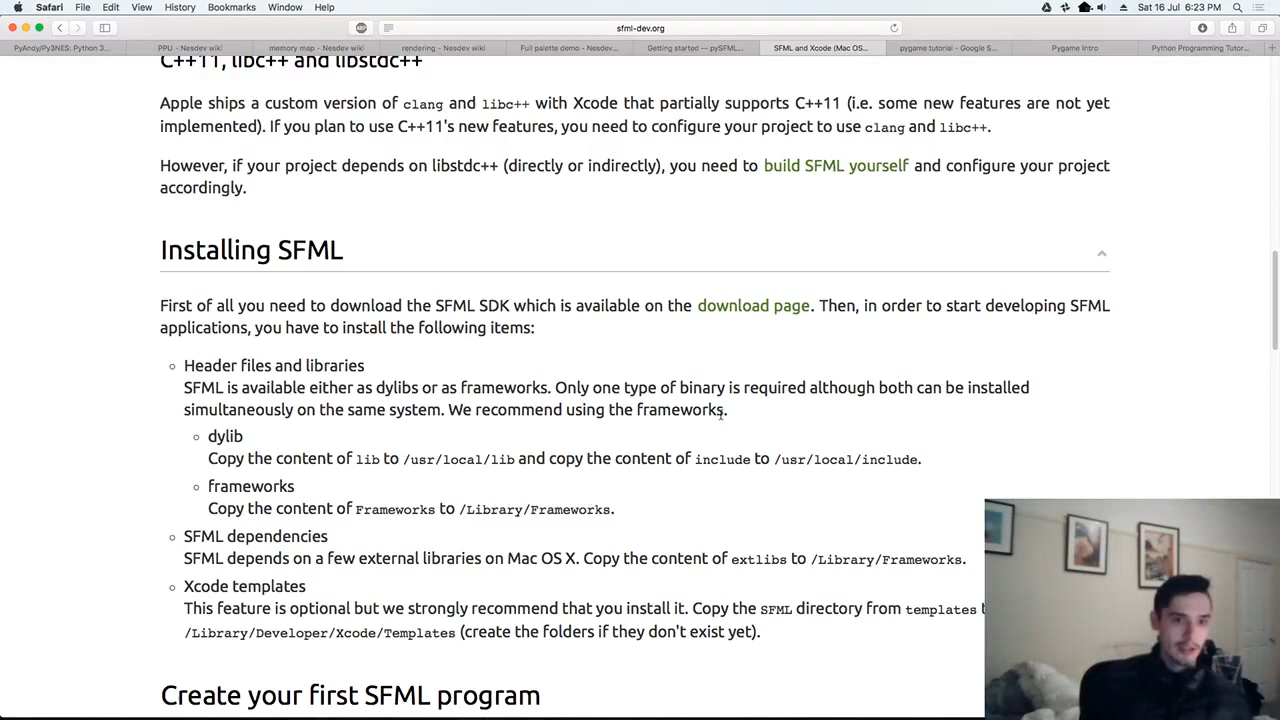 Safari File Edit View History Bookmarks Window Help Sat 16 Jul 6:23 PM
sfml-dev.org
PyAndy/Py3NES: Python 3... PPU - Nesdev wiki memory map - Nesdev wiki rendering - Nesdev wiki Full palette demo - Nesdev... Getting started — pySFML... SFML and Xcode (Mac OS... pygame tutorial - Google S... Pygame Intro Python Programming Tutor...
C++11, libc++ and libstdc++
Apple ships a custom version of clang and libc++ with Xcode that partially supports C++11 (i.e. some new features are not yet
implemented). If you plan to use C++11's new features, you need to configure your project to use clang and libc++.
However, if your project depends on libstdc++ (directly or indirectly), you need to build SFML yourself and configure your project
accordingly.
Installing SFML
First of all you need to download the SFML SDK which is available on the download page. Then, in order to start developing SFML
applications, you have to install the following items:
Header files and libraries
SFML is available either as dylibs or as frameworks. Only one type of binary is required although both can be installed
simultaneously on the same system. We recommend using the frameworks.
dylib
Copy the content of lib to /usr/local/lib and copy the content of include to /usr/local/include.
frameworks
Copy the content of Frameworks to /Library/Frameworks.
SFML dependencies
SFML depends on a few external libraries on Mac OS X. Copy the content of extlibs to /Library/Frameworks.
Xcode templates
This feature is optional but we strongly recommend that you install it. Copy the SFML directory from templates
/Library/Developer/Xcode/Templates (create the folders if they don't exist yet).
Create your first SFML program